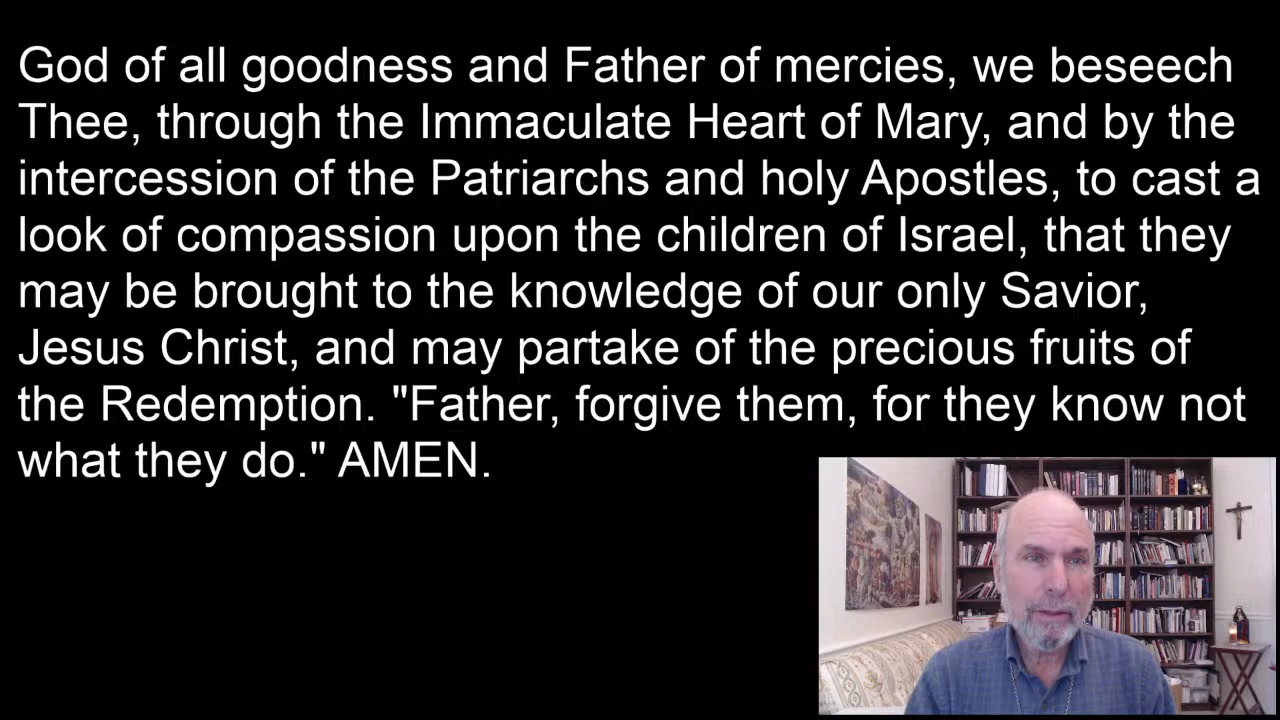 God of all goodness and Father of mercies, we beseech
Thee, through the Immaculate Heart of Mary, and by the
intercession of the Patriarchs and holy Apostles, to cast a
look of compassion upon the children of Israel, that they
may be brought to the knowledge of our only Savior,
Jesus Christ, and may partake of the precious fruits of
the Redemption. "Father, forgive them, for they know not
what they do." AMEN.